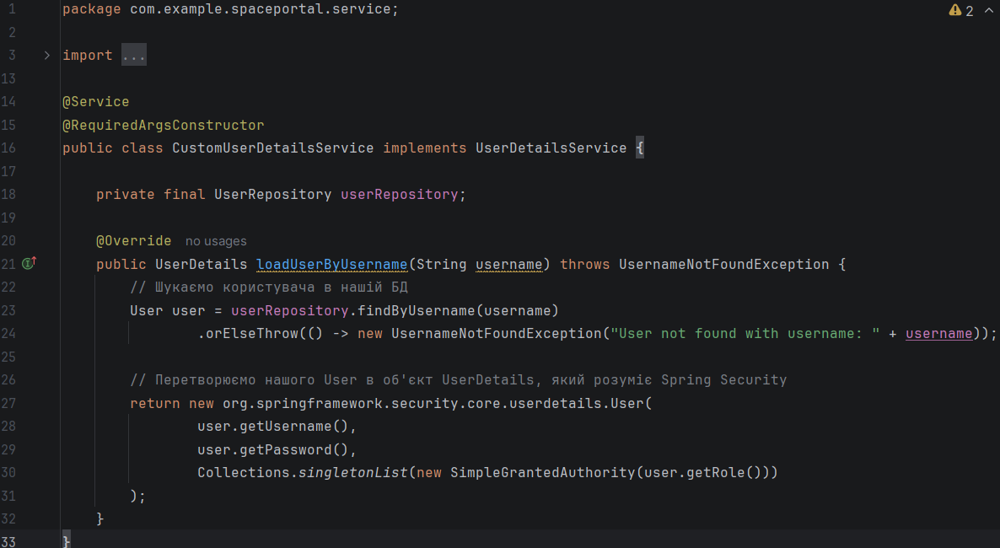 1 package com.example.spaceportal.service;
2
3 import ...
13
14 @Service
15 @RequiredArgsConstructor
16 public class CustomUserDetailsService implements UserDetailsService {
17
18 private final UserRepository userRepository;
19
20 @Override no usages
21 public UserDetails loadUserByUsername(String username) throws UsernameNotFoundException {
22 // Шукаємо користувача в нашій БД
23 User user = userRepository.findByUsername(username)
24 .orElseThrow(() -> new UsernameNotFoundException("User not found with username: " + username));
25
26 // Перетворюємо нашого User в об'єкт UserDetails, який розуміє Spring Security
27 return new org.springframework.security.core.userdetails.User(
28 user.getUsername(),
29 user.getPassword(),
30 Collections.singletonList(new SimpleGrantedAuthority(user.getRole()))
31 );
32 }
33 }
2